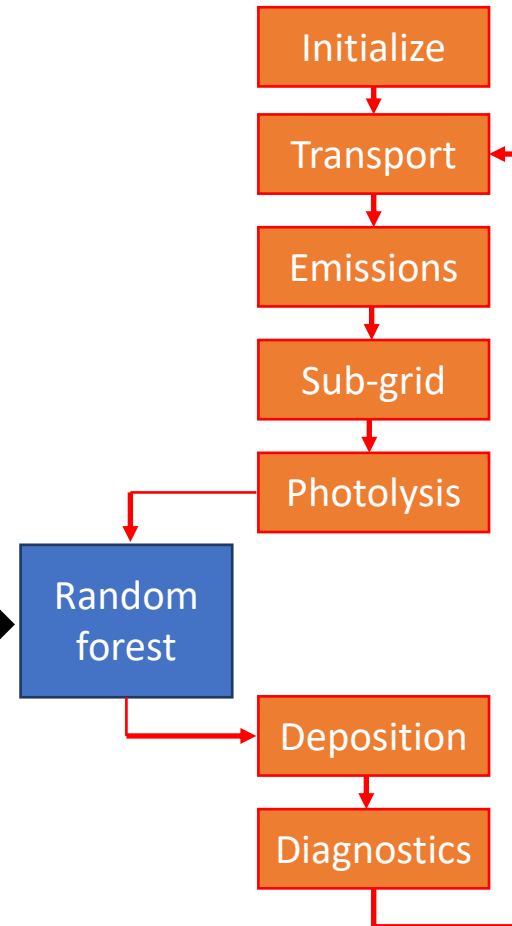 Initialize
Transport
Emissions
Sub-grid
Photolysis
Random
forest
Deposition
Diagnostics